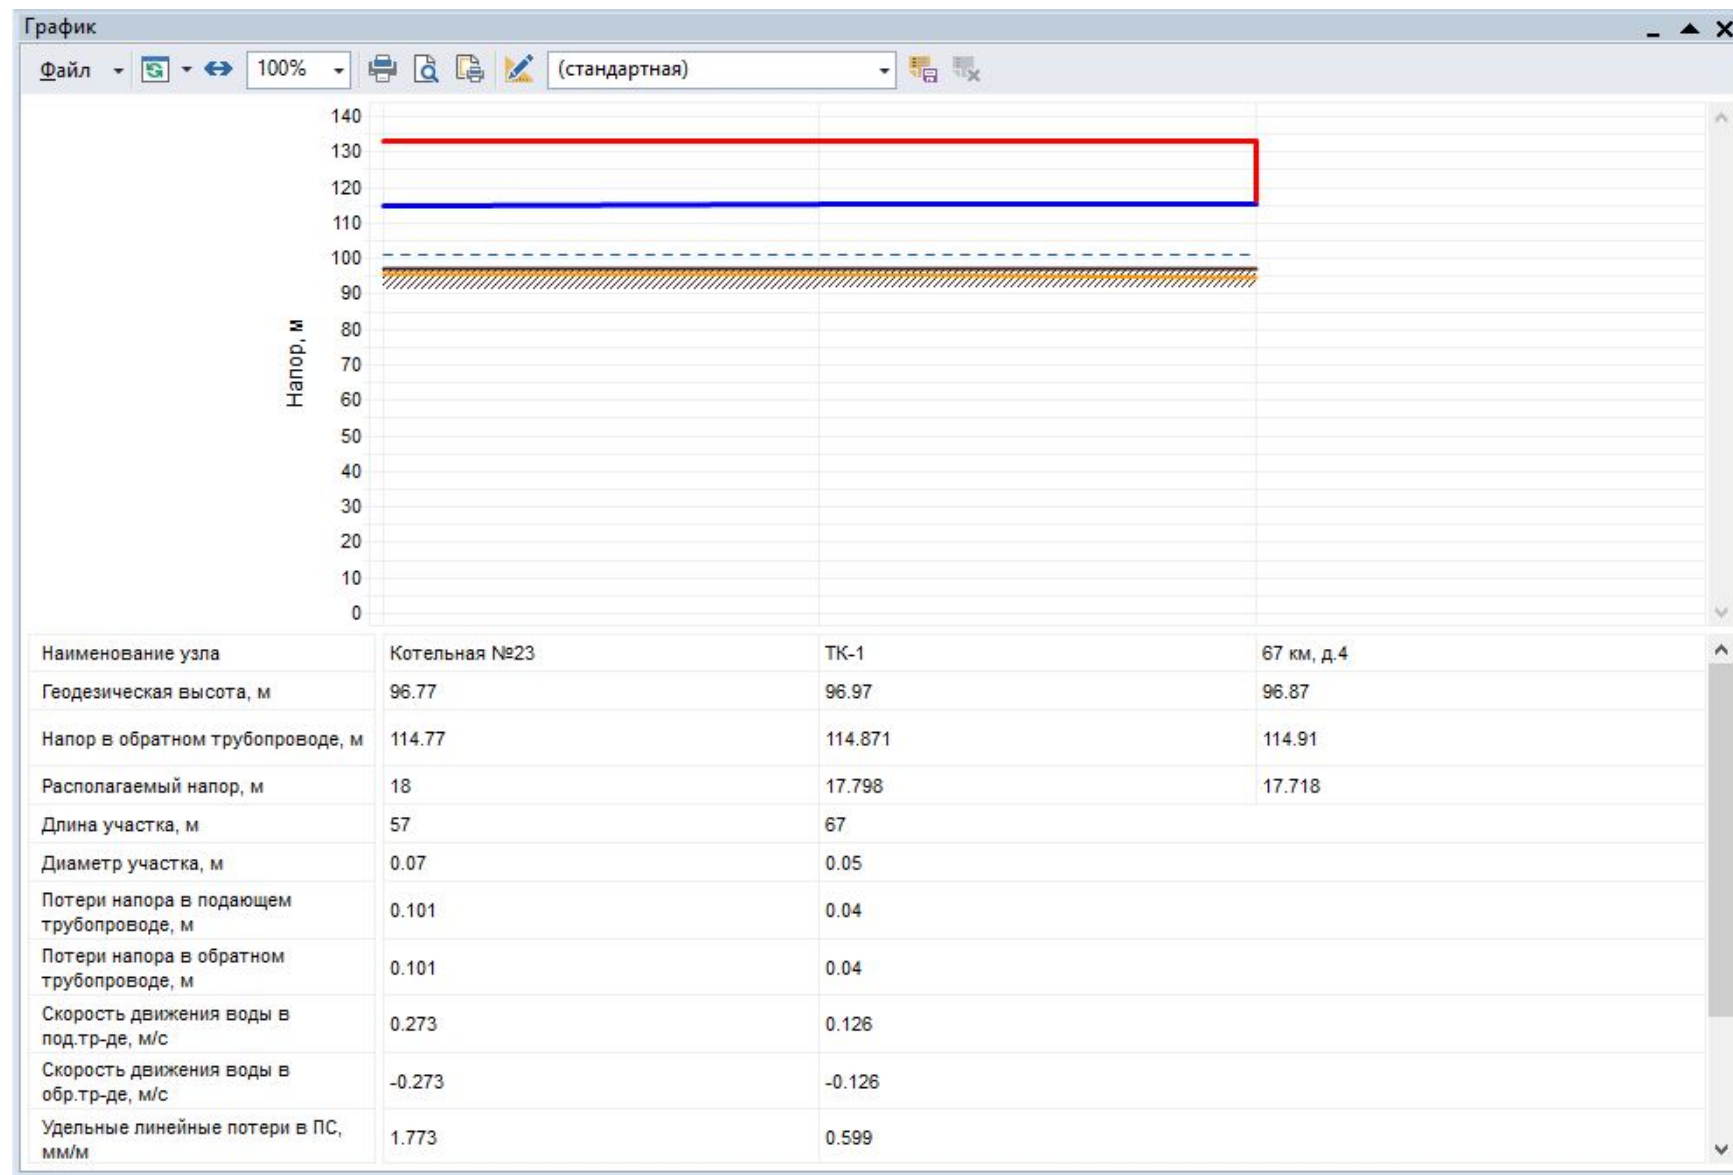 График
Файл
100%
(стандартная)
140
130
120
110
100
90
80
70
60
50
40
30
20
10
0
Напор, м
Наименование узла Котельная №23 ТК-1 67 км, д.4
Геодезическая высота, м 96.77 96.97 96.87
Напор в обратном трубопроводе, м 114.77 114.871 114.91
Располагаемый напор, м 18 17.798 17.718
Длина участка, м 57 67
Диаметр участка, м 0.07 0.05
Потери напора в подающем
трубопроводе, м 0.101 0.04
Потери напора в обратном
трубопроводе, м 0.101 0.04
Скорость движения воды в
под.тр-де, м/с 0.273 0.126
Скорость движения воды в
обр.тр-де, м/с -0.273 -0.126
Удельные линейные потери в ПС,
мм/м 1.773 0.599